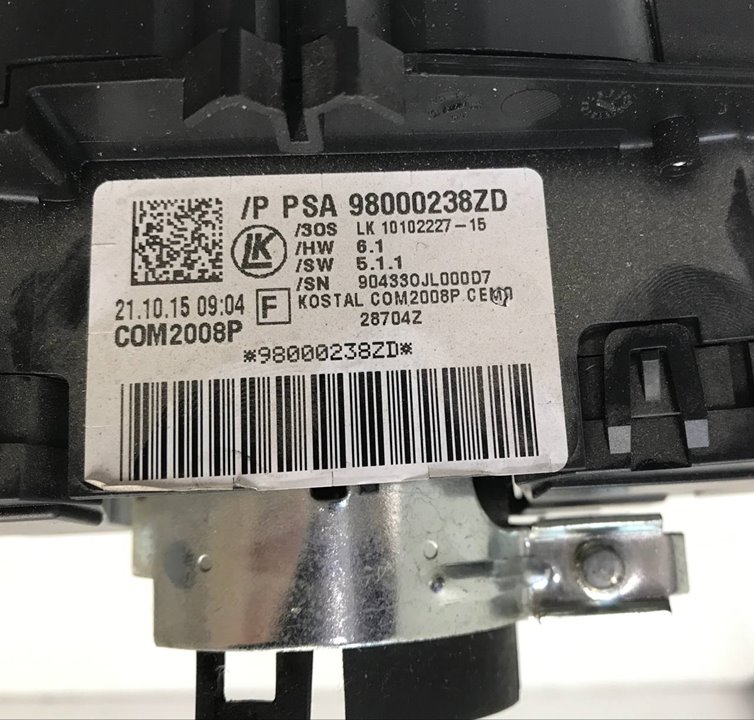 /P PSA 98000238ZD
/SOS LK 10102227-15
LK
/HW 6.1
/SW 5.1.1
/SN 904330JL000D7
21.10.15 09:04 F KOSTAL COM2008P
COM2008P 28704Z
*98000238ZD*